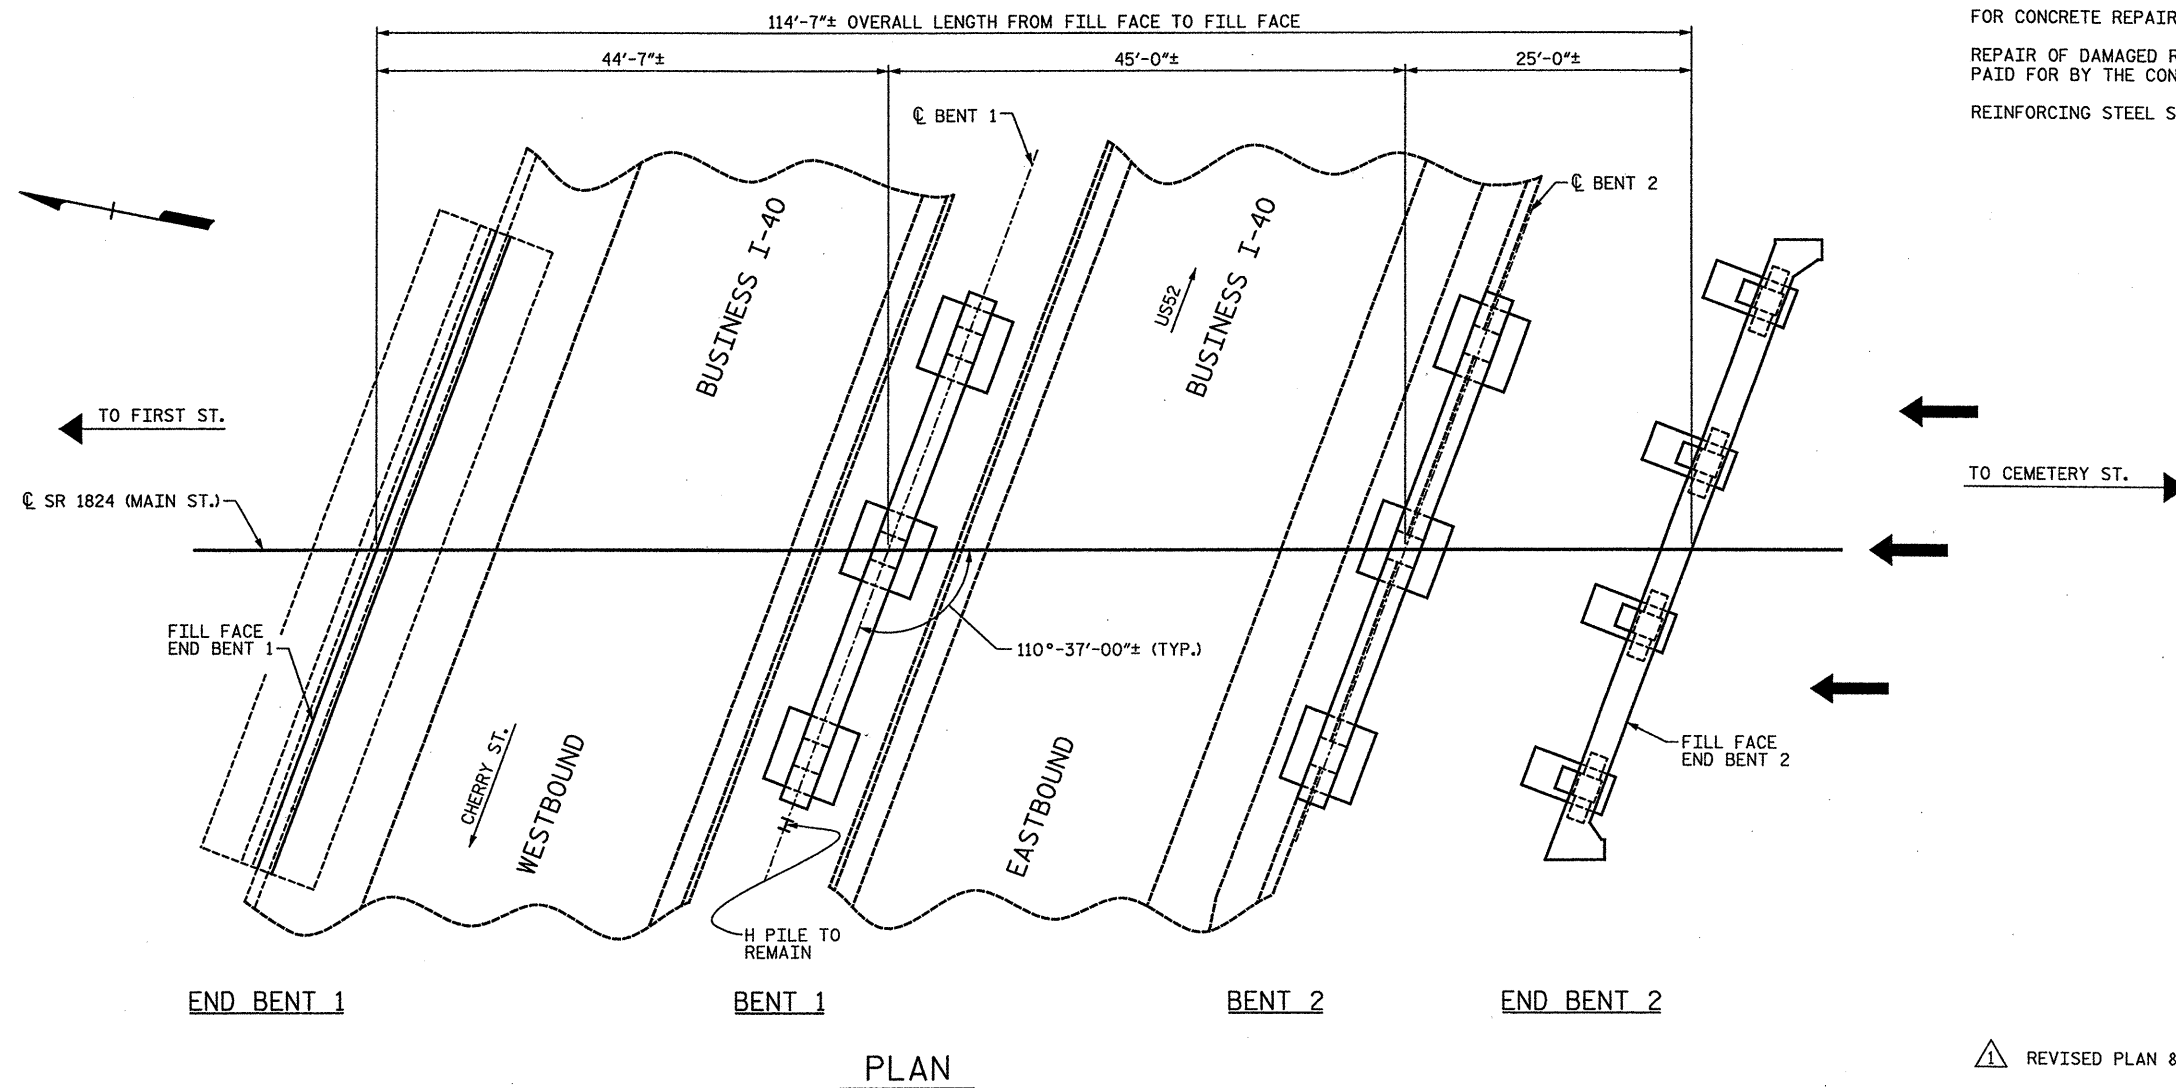 114'-7"± OVERALL LENGTH FROM FILL FACE TO FILL FACE
44'-7"±
45'-0"±
25'-0"±
FOR CONCRETE REPAIR
REPAIR OF DAMAGED R
PAID FOR BY THE CON
REINFORCING STEEL S
℄ BENT 1
℄ BENT 2
BUSINESS I-40
US52
BUSINESS I-40
TO FIRST ST.
TO CEMETERY ST.
℄ SR 1824 (MAIN ST.)
FILL FACE
END BENT 1
110°-37'-00"± (TYP.)
CHERRY ST.
WESTBOUND
EASTBOUND
FILL FACE
END BENT 2
H PILE TO
REMAIN
END BENT 1
BENT 1
BENT 2
END BENT 2
PLAN
1 REVISED PLAN &